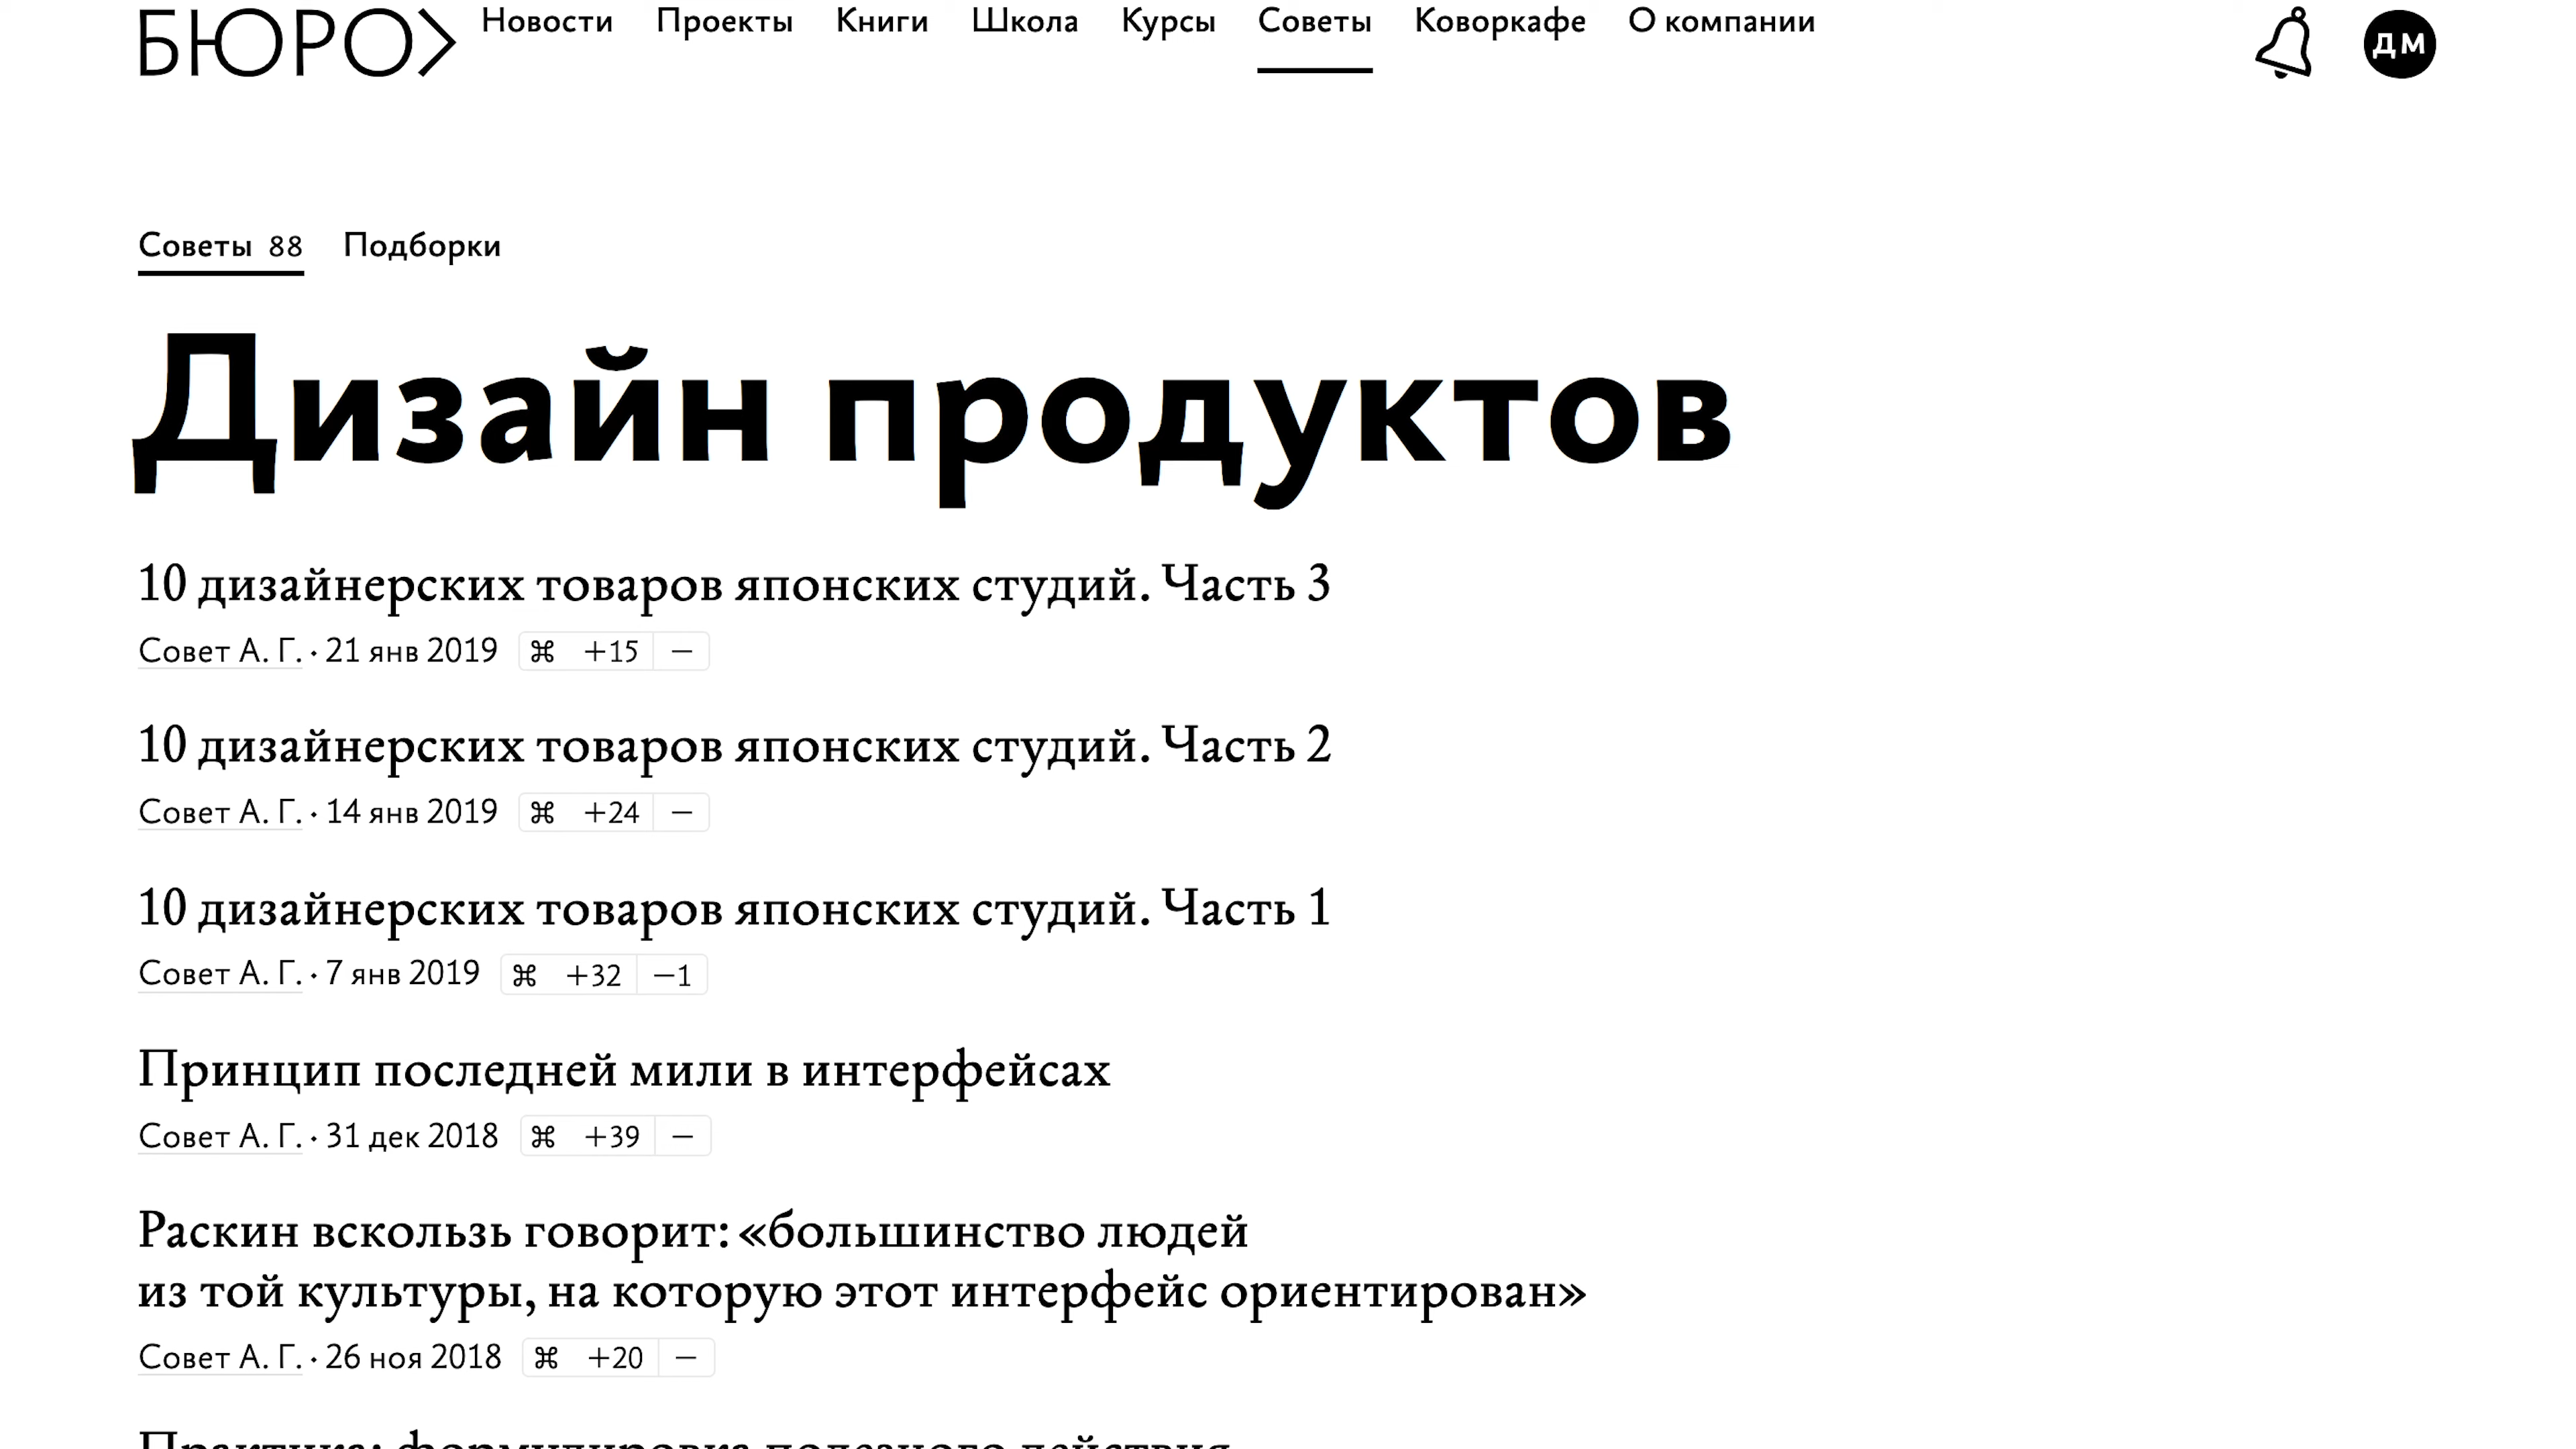 БЮРО>
Новости Проекты Книги Школа Курсы Советы Коворкафе О компании
ДМ
Советы 88 Подборки
Дизайн продуктов
10 дизайнерских товаров японских студий. Часть 3
Совет А. Г. · 21 янв 2019 ⌘ +15 —
10 дизайнерских товаров японских студий. Часть 2
Совет А. Г. · 14 янв 2019 ⌘ +24 —
10 дизайнерских товаров японских студий. Часть 1
Совет А. Г. · 7 янв 2019 ⌘ +32 —1
Принцип последней мили в интерфейсах
Совет А. Г. · 31 дек 2018 ⌘ +39 —
Раскин вскользь говорит: «большинство людей
из той культуры, на которую этот интерфейс ориентирован»
Совет А. Г. · 26 ноя 2018 ⌘ +20 —
Практика: формулировка полезного действия